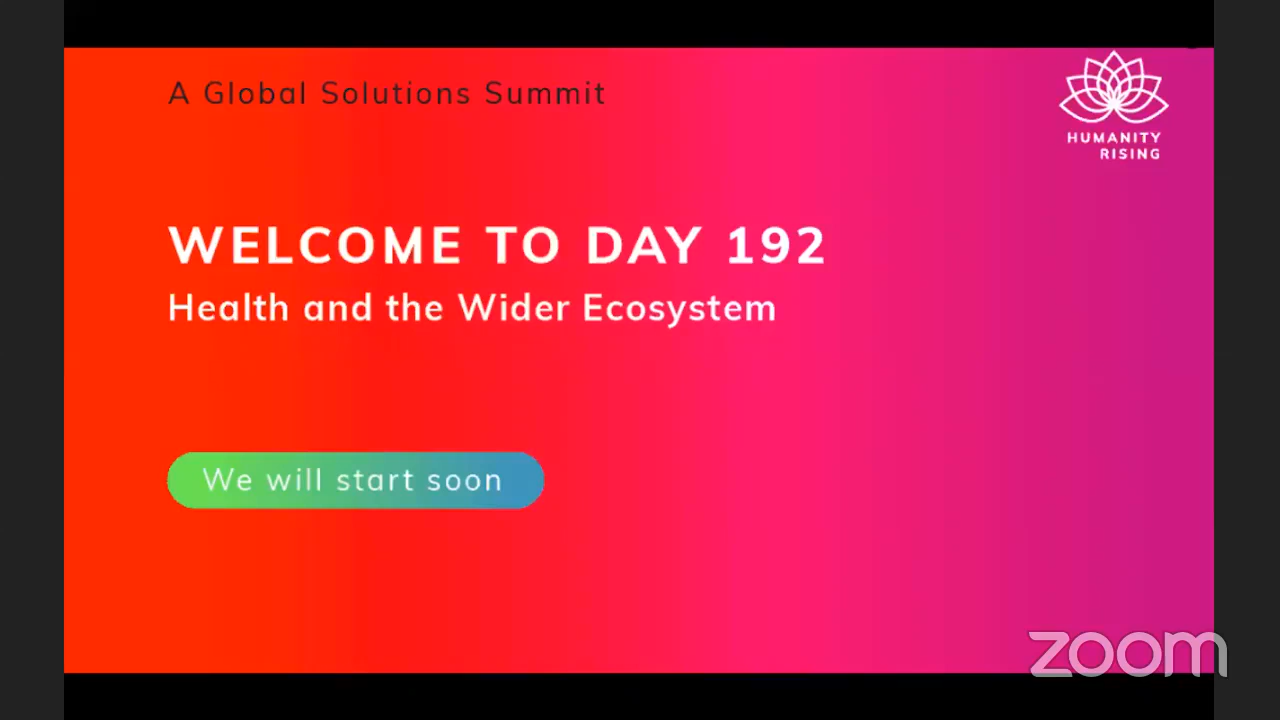 A Global Solutions Summit
HUMANITY
RISING
WELCOME TO DAY 192
Health and the Wider Ecosystem
We will start soon
zoom